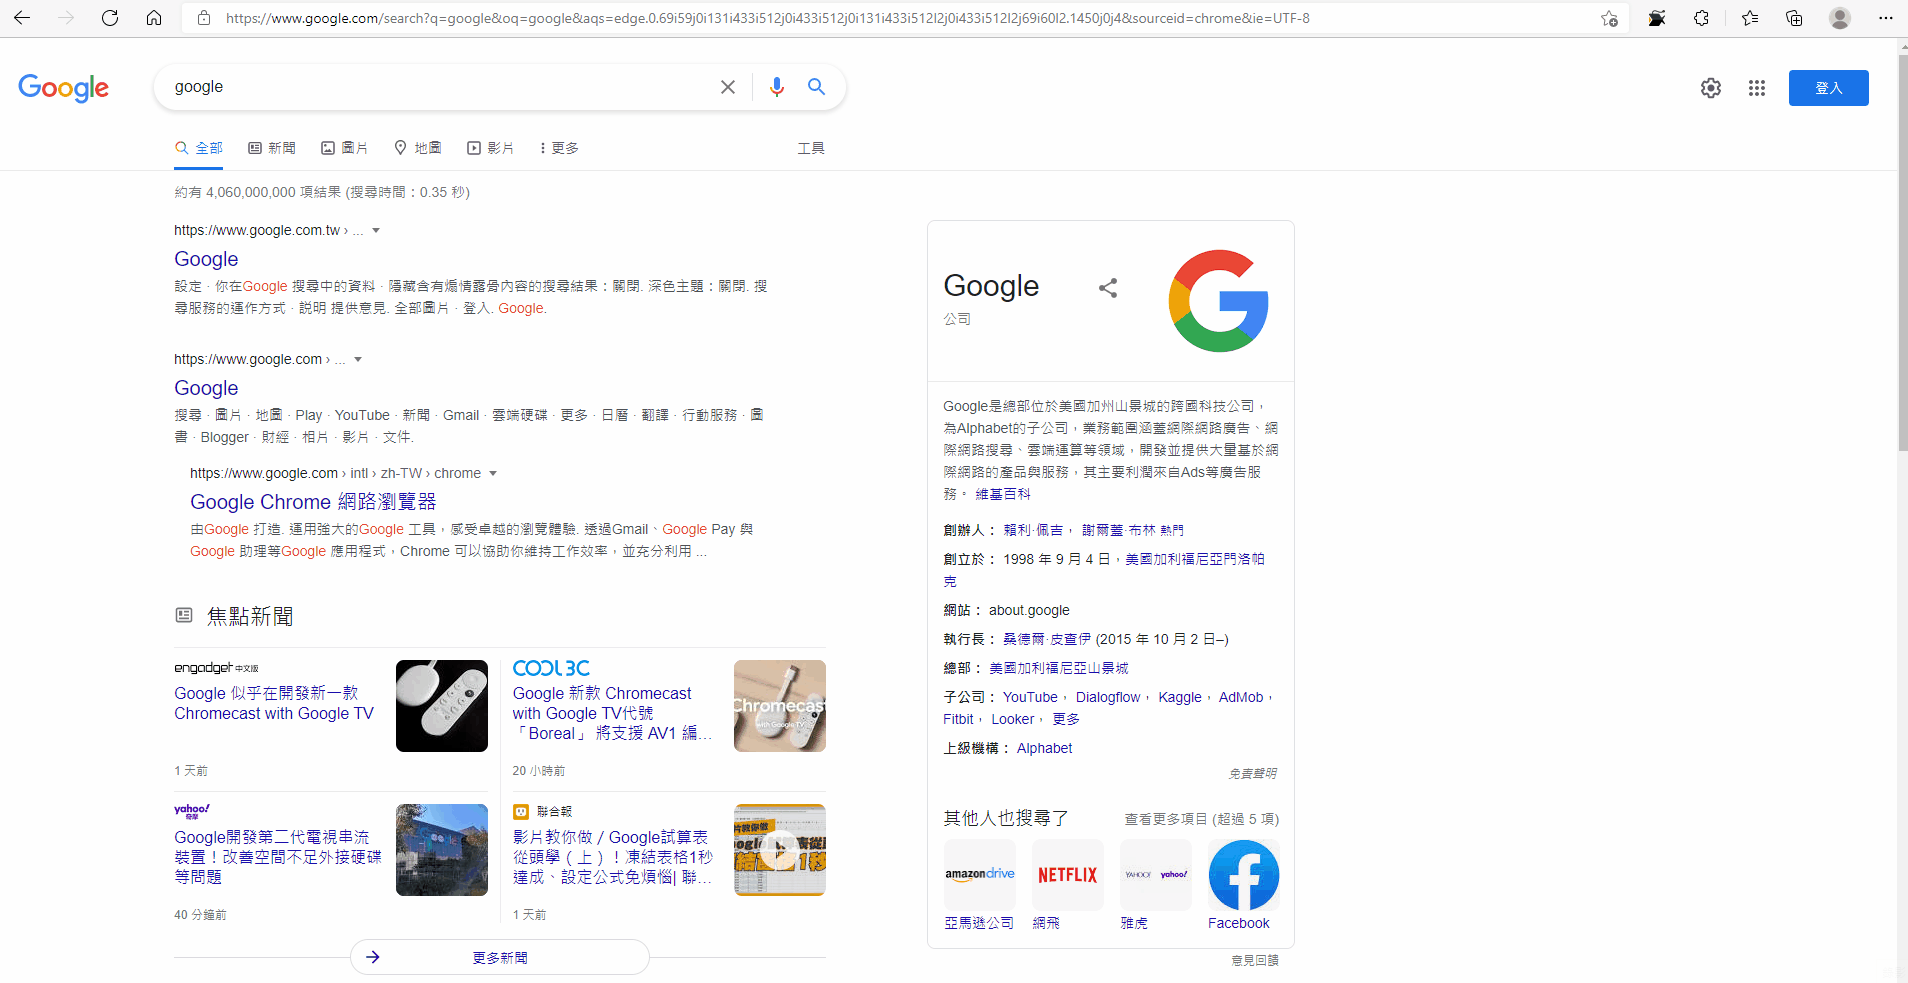 https://www.google.com/search?q=google&oq=google&aqs=edge.0.69i59j0i131i433i512j0i433i512j0i131i433i512l2j0i433i512l2j69i60l2.1450j0j4&sourceid=chrome&ie=UTF-8
Google
google
登入
全部
新聞
圖片
地圖
影片
更多
工具
約有 4,060,000,000 項結果 (搜尋時間：0.35 秒)
https://www.google.com.tw › ...
Google
設定 · 你在Google 搜尋中的資料 · 隱藏含有煽情露骨內容的搜尋結果：關閉. 深色主題：關閉. 搜
尋服務的運作方式 · 說明 提供意見. 全部圖片 · 登入. Google.
https://www.google.com › ...
Google
搜尋 · 圖片 · 地圖 · Play · YouTube · 新聞 · Gmail · 雲端硬碟 · 更多 · 日曆 · 翻譯 · 行動服務 · 圖
書 · Blogger · 財經 · 相片 · 影片 · 文件.
https://www.google.com › intl › zh-TW › chrome
Google Chrome 網路瀏覽器
由Google 打造. 運用強大的Google 工具，感受卓越的瀏覽體驗. 透過Gmail、Google Pay 與
Google 助理等Google 應用程式，Chrome 可以協助你維持工作效率，並充分利用 ...
焦點新聞
engadget 中文版
Google 似乎在開發新一款
Chromecast with Google TV
1 天前
COOL3C
Google 新款 Chromecast
with Google TV代號
「Boreal」 將支援 AV1 編...
Chromecast
with Google TV
20 小時前
yahoo!
奇摩
Google開發第二代電視串流
裝置！改善空間不足外接硬碟
等問題
40 分鐘前
聯合報
影片教你做 / Google試算表
從頭學（上）！凍結表格1秒
達成、設定公式免煩惱| 聯...
1 天前
更多新聞
Google
公司
Google是總部位於美國加州山景城的跨國科技公司，
為Alphabet的子公司，業務範圍涵蓋網際網路廣告、網
際網路搜尋、雲端運算等領域，開發並提供大量基於網
際網路的產品與服務，其主要利潤來自Ads等廣告服
務。 維基百科
創辦人： 賴利·佩吉， 謝爾蓋·布林 熱門
創立於： 1998 年 9 月 4 日，美國加利福尼亞門洛帕
克
網站： about.google
執行長： 桑德爾·皮查伊 (2015 年 10 月 2 日–)
總部： 美國加利福尼亞山景城
子公司： YouTube， Dialogflow， Kaggle， AdMob，
Fitbit， Looker， 更多
上級機構： Alphabet
免責聲明
其他人也搜尋了
查看更多項目 (超過 5 項)
amazondrive
NETFLIX
YAHOO! yahoo!
亞馬遜公司
網飛
雅虎
Facebook
意見回饋